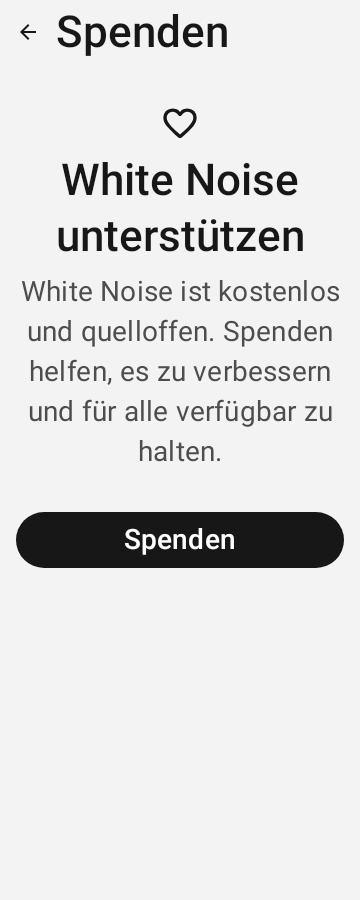 Spenden
White Noise
unterstützen
White Noise ist kostenlos
und quelloffen. Spenden
helfen, es zu verbessern
und für alle verfügbar zu
halten.
Spenden